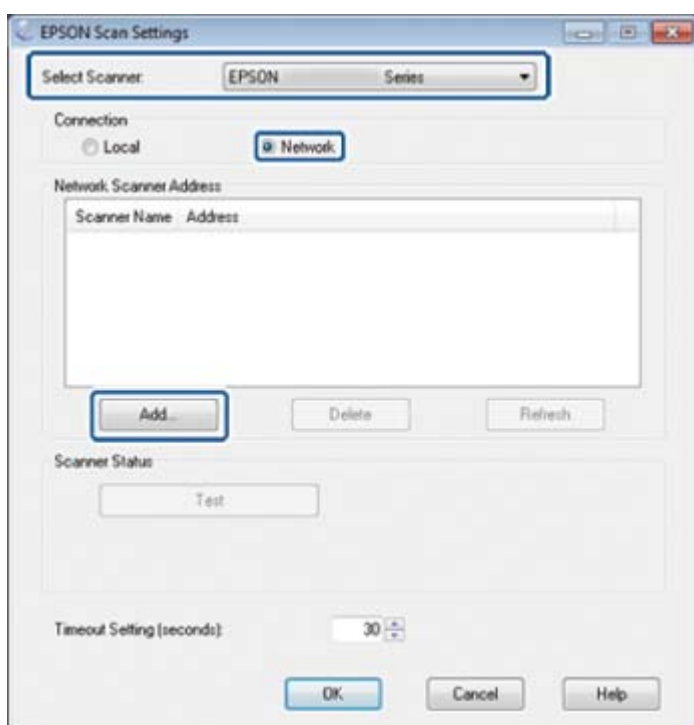 EPSON Scan Settings
Select Scanner: EPSON Series
Connection
Local Network
Network Scanner Address
Scanner Name Address
Add... Delete Refresh
Scanner Status
Test
Timeout Setting (seconds): 30
OK Cancel Help